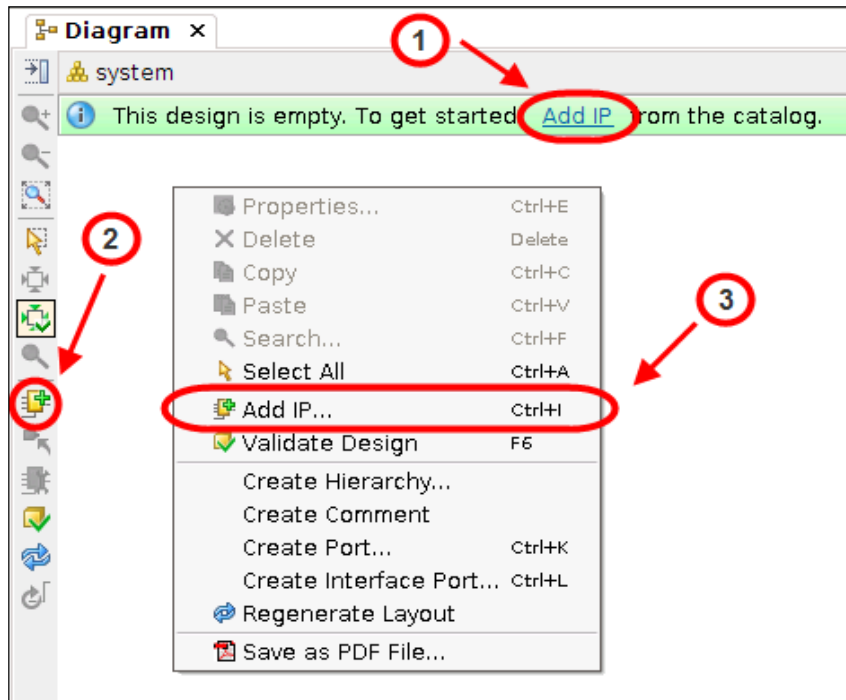 Diagram ×
1
system
This design is empty. To get started Add IP from the catalog.
Properties... Ctrl+E
2
Delete Delete
Copy Ctrl+C
Paste Ctrl+V
3
Search... Ctrl+F
Select All Ctrl+A
Add IP... Ctrl+I
Validate Design F6
Create Hierarchy...
Create Comment
Create Port... Ctrl+K
Create Interface Port... Ctrl+L
Regenerate Layout
Save as PDF File...